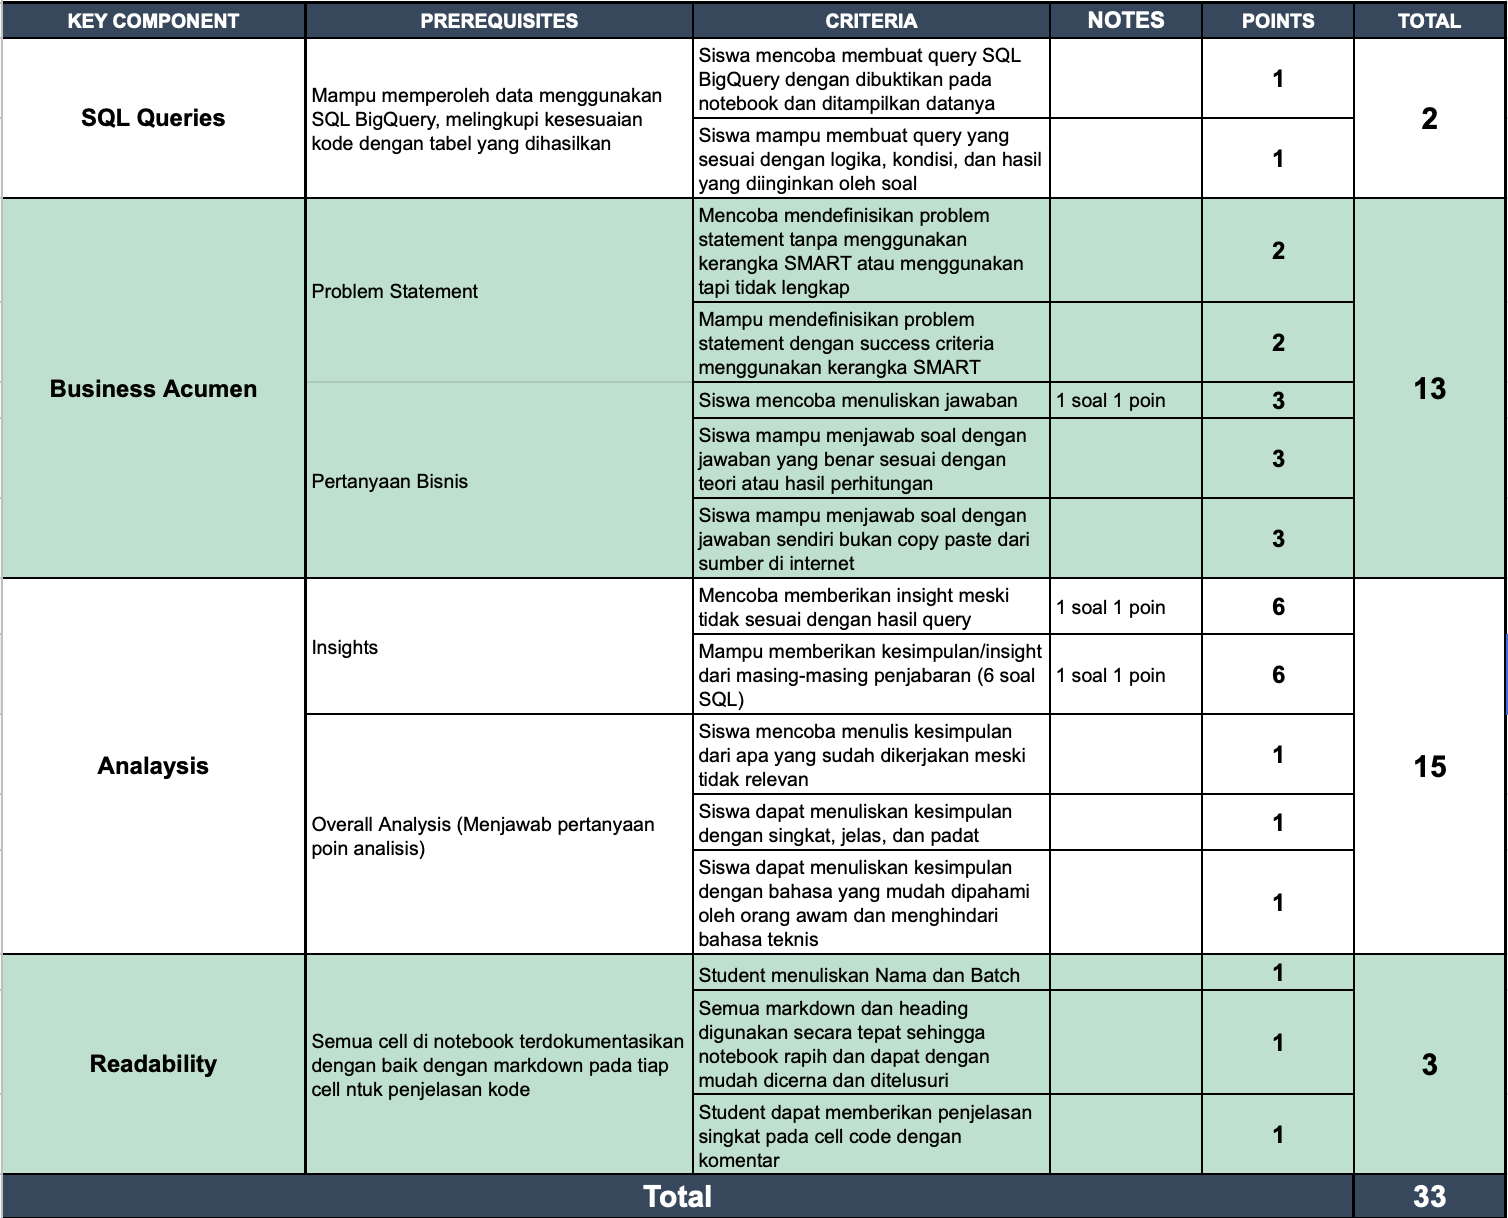 KEY COMPONENT PREREQUISITES CRITERIA NOTES POINTS TOTAL
SQL Queries
Mampu memperoleh data menggunakan
SQL BigQuery, melingkupi kesesuaian
kode dengan tabel yang dihasilkan
Siswa mencoba membuat query SQL
BigQuery dengan dibuktikan pada
notebook dan ditampilkan datanya
1
Siswa mampu membuat query yang
sesuai dengan logika, kondisi, dan hasil
yang diinginkan oleh soal
1
2
Business Acumen
Problem Statement
Mencoba mendefinisikan problem
statement tanpa menggunakan
kerangka SMART atau menggunakan
tapi tidak lengkap
2
Mampu mendefinisikan problem
statement dengan success criteria
menggunakan kerangka SMART
2
Pertanyaan Bisnis
Siswa mencoba menuliskan jawaban
1 soal 1 poin
3
Siswa mampu menjawab soal dengan
jawaban yang benar sesuai dengan
teori atau hasil perhitungan
3
Siswa mampu menjawab soal dengan
jawaban sendiri bukan copy paste dari
sumber di internet
3
13
Analaysis
Insights
Mencoba memberikan insight meski
tidak sesuai dengan hasil query
1 soal 1 poin
6
Mampu memberikan kesimpulan/insight
dari masing-masing penjabaran (6 soal
SQL)
1 soal 1 poin
6
Overall Analysis (Menjawab pertanyaan
poin analisis)
Siswa mencoba menulis kesimpulan
dari apa yang sudah dikerjakan meski
tidak relevan
1
Siswa dapat menuliskan kesimpulan
dengan singkat, jelas, dan padat
1
Siswa dapat menuliskan kesimpulan
dengan bahasa yang mudah dipahami
oleh orang awam dan menghindari
bahasa teknis
1
15
Readability
Semua cell di notebook terdokumentasikan
dengan baik dengan markdown pada tiap
cell ntuk penjelasan kode
Student menuliskan Nama dan Batch
1
Semua markdown dan heading
digunakan secara tepat sehingga
notebook rapih dan dapat dengan
mudah dicerna dan ditelusuri
1
Student dapat memberikan penjelasan
singkat pada cell code dengan
komentar
1
3
Total 33